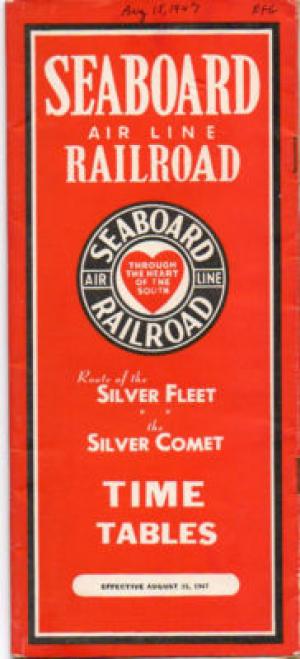 Aug 15, 1947 EFG
SEABOARD
AIR LINE
RAILROAD
SEABOARD
AIR LINE
RAILROAD
THROUGH
THE HEART
OF THE
SOUTH
Route of the
SILVER FLEET
the
SILVER COMET
TIME
TABLES
EFFECTIVE AUGUST 15, 1947